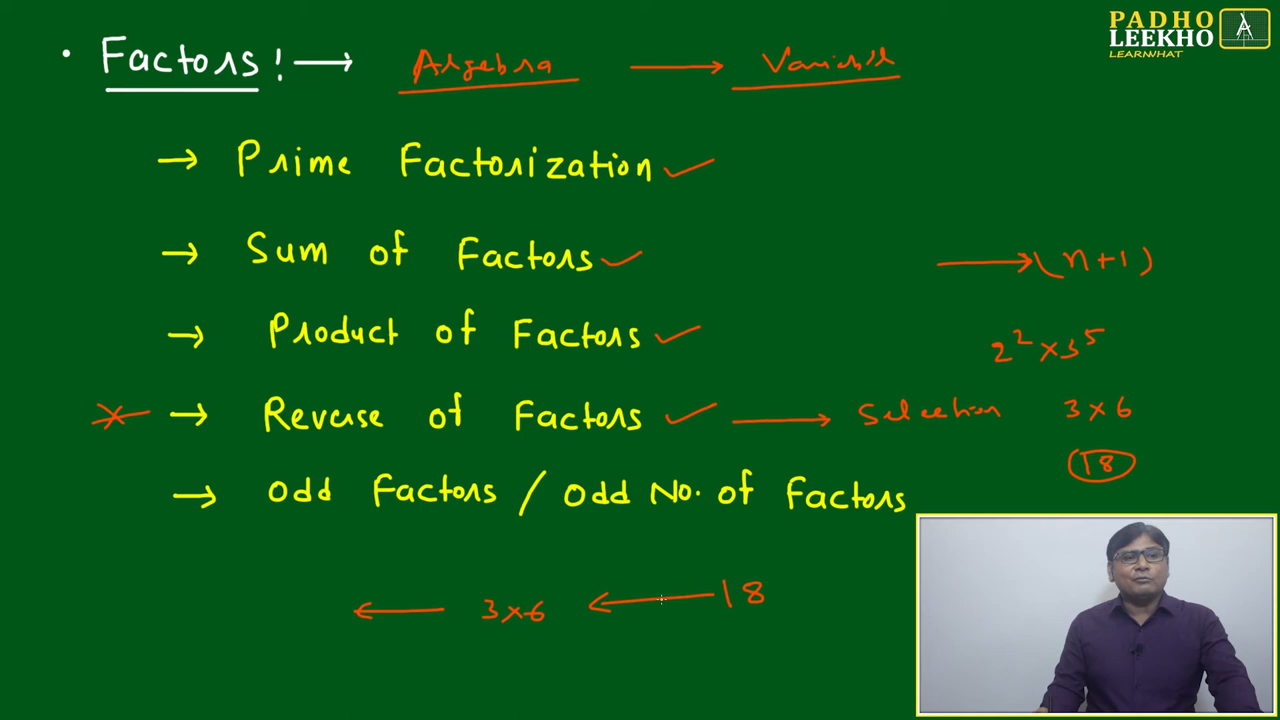 PADHO
LEEKHO
LEARNWHAT
• Factors! → Algebra → Variable
→ Prime Factorization ✓
→ Sum of Factors ✓
→ (n+1)
→ Product of Factors ✓
2² × 3⁵
→ Reverse of Factors ✓ → Selection
3 × 6
18
→ Odd Factors / Odd No. of Factors
← 3×6 ← 18